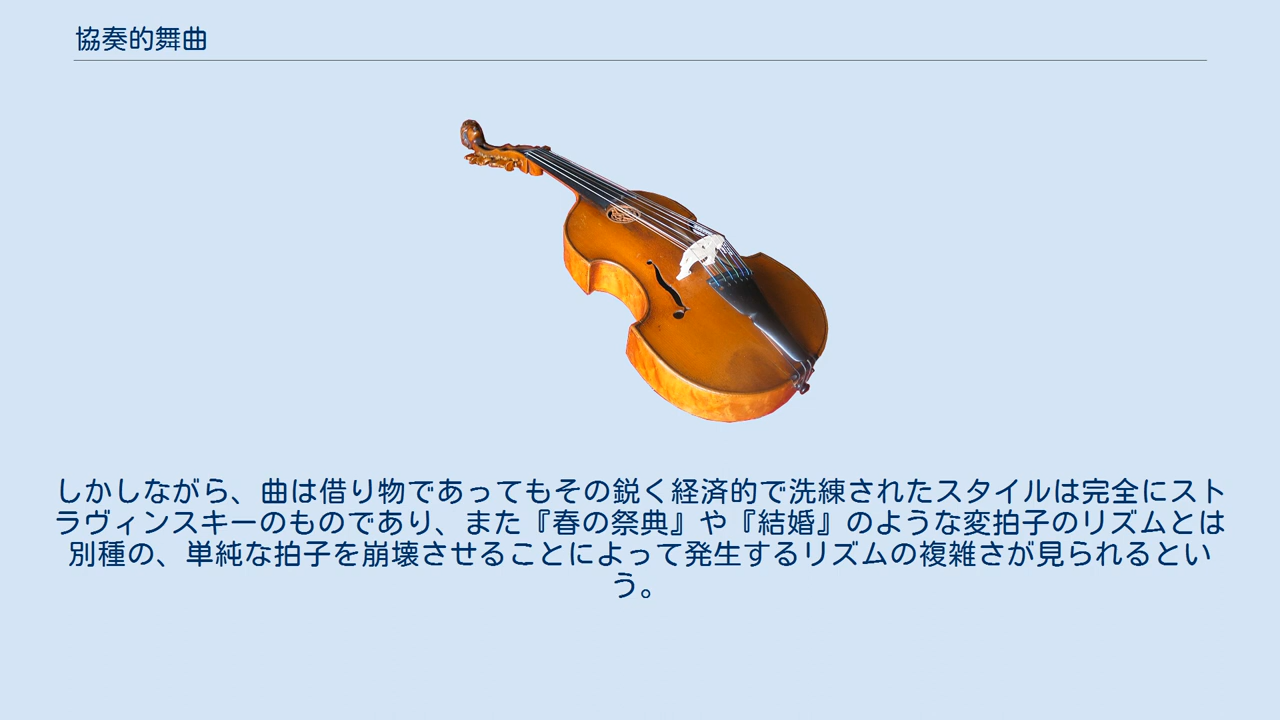 協奏的舞曲
しかしながら、曲は借り物であってもその鋭く経済的で洗練されたスタイルは完全にスト
ラヴィンスキーのものであり、また『春の祭典』や『結婚』のような変拍子のリズムとは
別種の、単純な拍子を崩壊させることによって発生するリズムの複雑さが見られるとい
う。